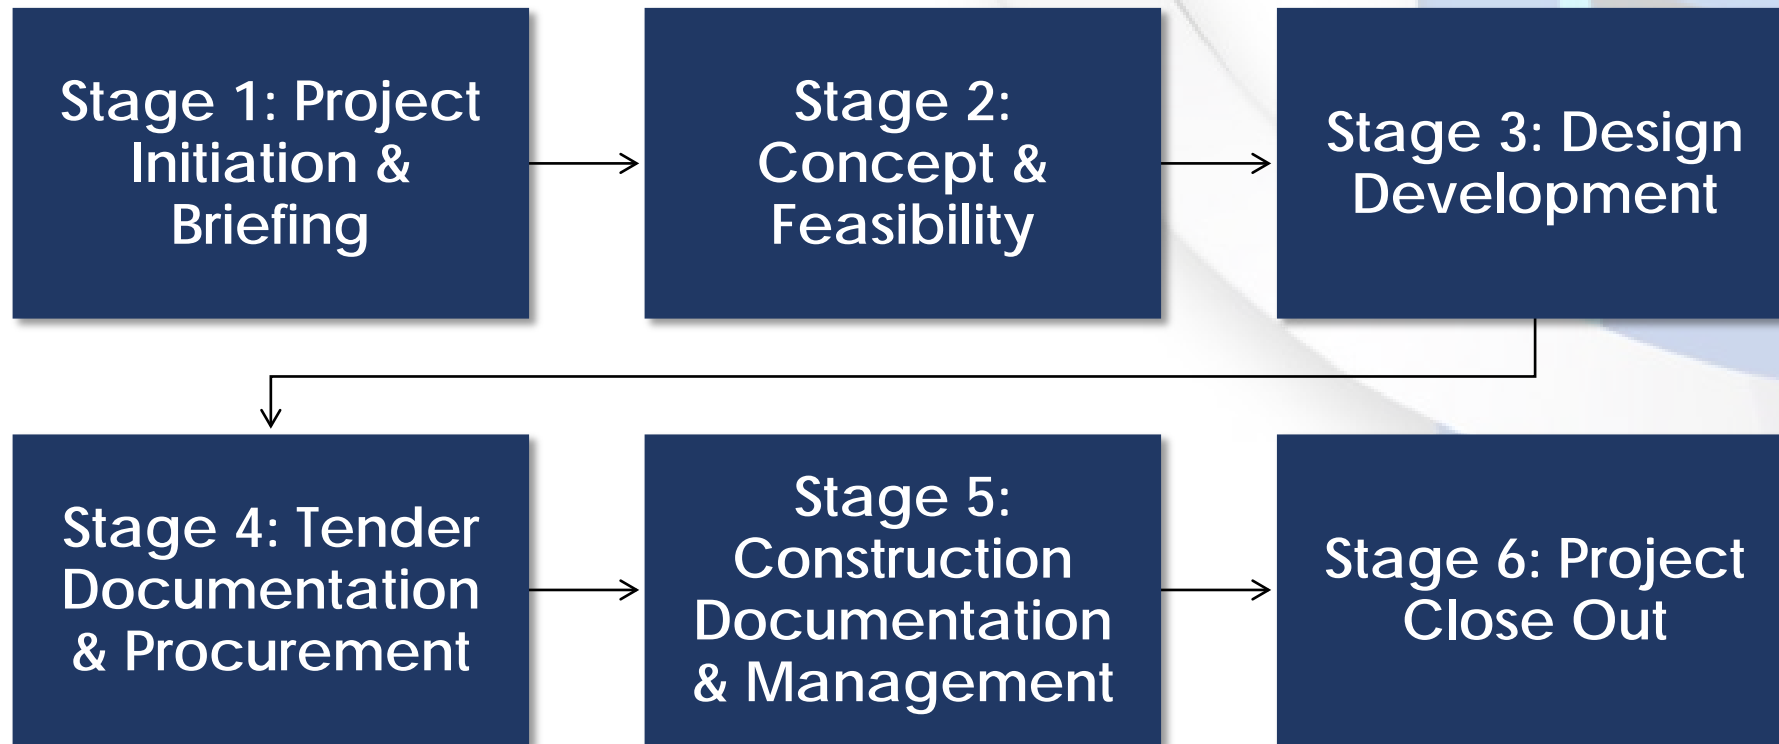 Stage 1: Project
Initiation &
Briefing
Stage 2:
Concept &
Feasibility
Stage 3: Design
Development
Stage 4: Tender
Documentation
& Procurement
Stage 5:
Construction
Documentation
& Management
Stage 6: Project
Close Out